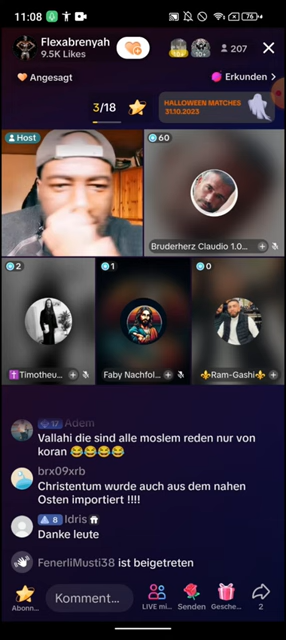 11:08
76
Flexabrenyah
9.5K Likes
207
Angesagt
Erkunden >
3/18
HALLOWEEN MATCHES
31.10.2023
Host
60
Bruderherz Claudio 1.0...
2
1
0
Timotheu...
Faby Nachfol...
Ram-Gashi
17 Adem
Vallahi die sind alle moslem reden nur von
koran 😂😂😂😂
brx09xrb
Christentum wurde auch aus dem nahen
Osten importiert !!!!
8 Idris
Danke leute
FenerliMusti38 ist beigetreten
Kommentar...
Abonn...
LIVE mi...
Senden
Gesche...
2